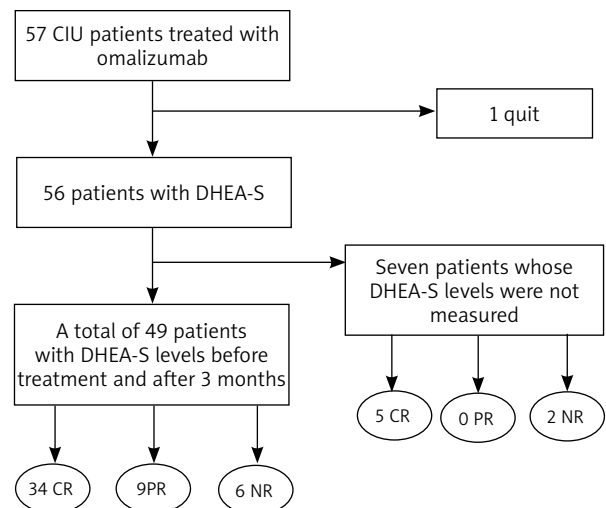 57 CIU patients treated with
omalizumab
1 quit
56 patients with DHEA-S
Seven patients whose
DHEA-S levels were not
measured
A total of 49 patients
with DHEA-S levels before
treatment and after 3 months
5 CR
0 PR
2 NR
34 CR
9PR
6 NR